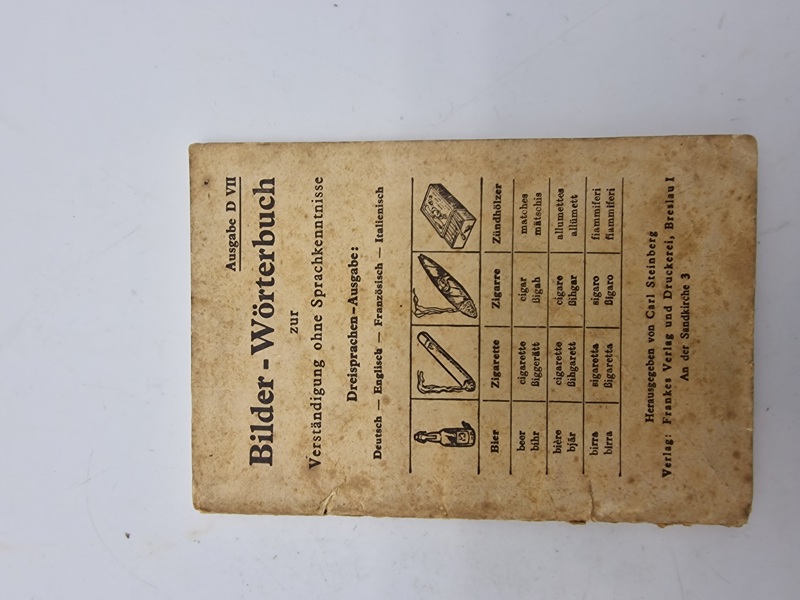 Ausgabe D VII
Bilder-Wörterbuch
zur
Verständigung ohne Sprachkenntnisse
Dreisprachen-Ausgabe:
Deutsch — Englisch — Französisch — Italienisch
Bier Zigarette Zigarre Zündhölzer
beer cigarette cigar matches
bihr ßiggerätt ßigah mätschis
bière cigarette cigare allumettes
bjär ßihgarett ßihgar allümett
birra sigaretta sigaro fiammiferi
birra ßigaretta ßigaro fiammiferi
Herausgegeben von Carl Steinberg
Verlag: Frankes Verlag und Druckerei, Breslau I
An der Sandkirche 3